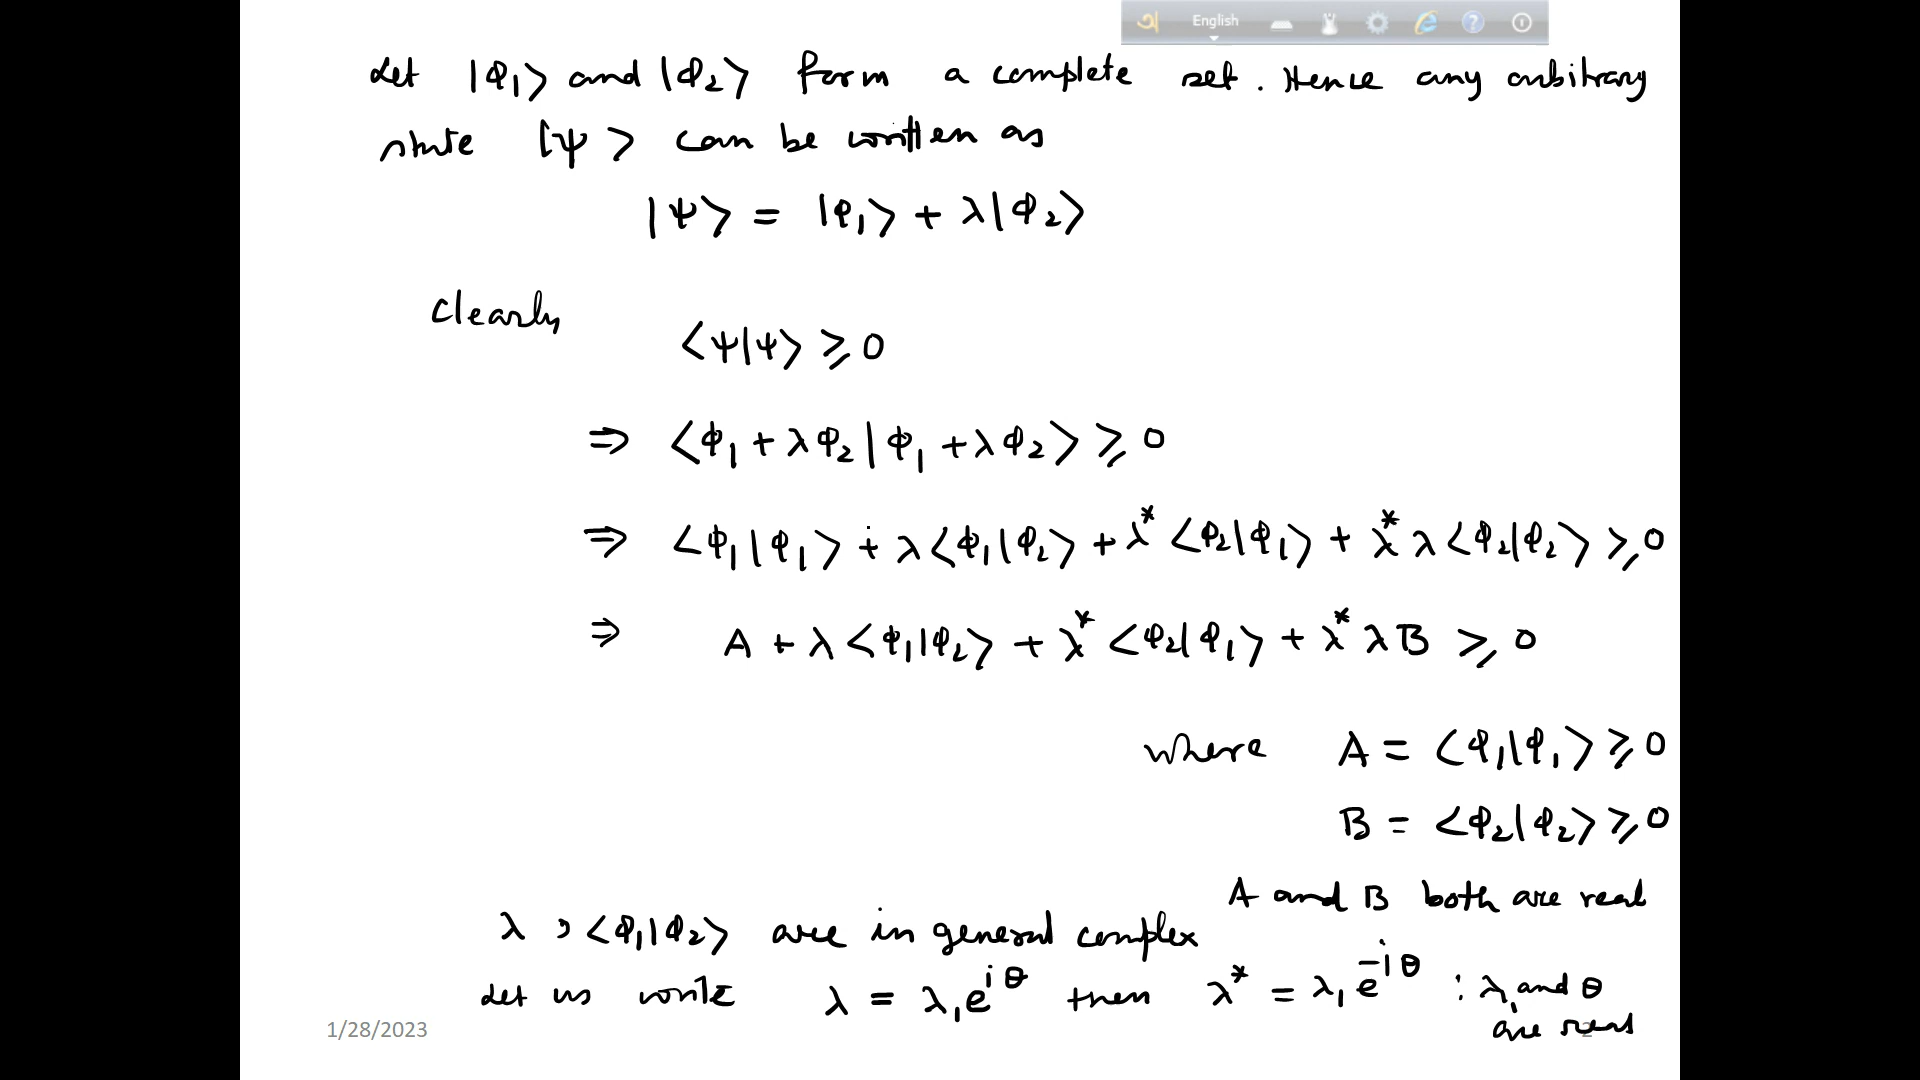 English
Let |Φ₁⟩ and |Φ₂⟩ form a complete set. Hence any arbitrary
state |ψ⟩ can be written as
|ψ⟩ = |Φ₁⟩ + λ|Φ₂⟩
Clearly
⟨ψ|ψ⟩ ⩾ 0
⇒ ⟨Φ₁ + λΦ₂|Φ₁ + λΦ₂⟩ ⩾ 0
⇒ ⟨Φ₁|Φ₁⟩ + λ⟨Φ₁|Φ₂⟩ + λ*⟨Φ₂|Φ₁⟩ + λ*λ⟨Φ₂|Φ₂⟩ ⩾ 0
⇒ A + λ⟨Φ₁|Φ₂⟩ + λ*⟨Φ₂|Φ₁⟩ + λ*λB ⩾ 0
where A = ⟨Φ₁|Φ₁⟩ ⩾ 0
B = ⟨Φ₂|Φ₂⟩ ⩾ 0
A and B both are real
λ, ⟨Φ₁|Φ₂⟩ are in general complex
Let us write λ = λ₁e^{iθ} then λ* = λ₁e^{-iθ} : λ₁ and θ
are real
1/28/2023
2